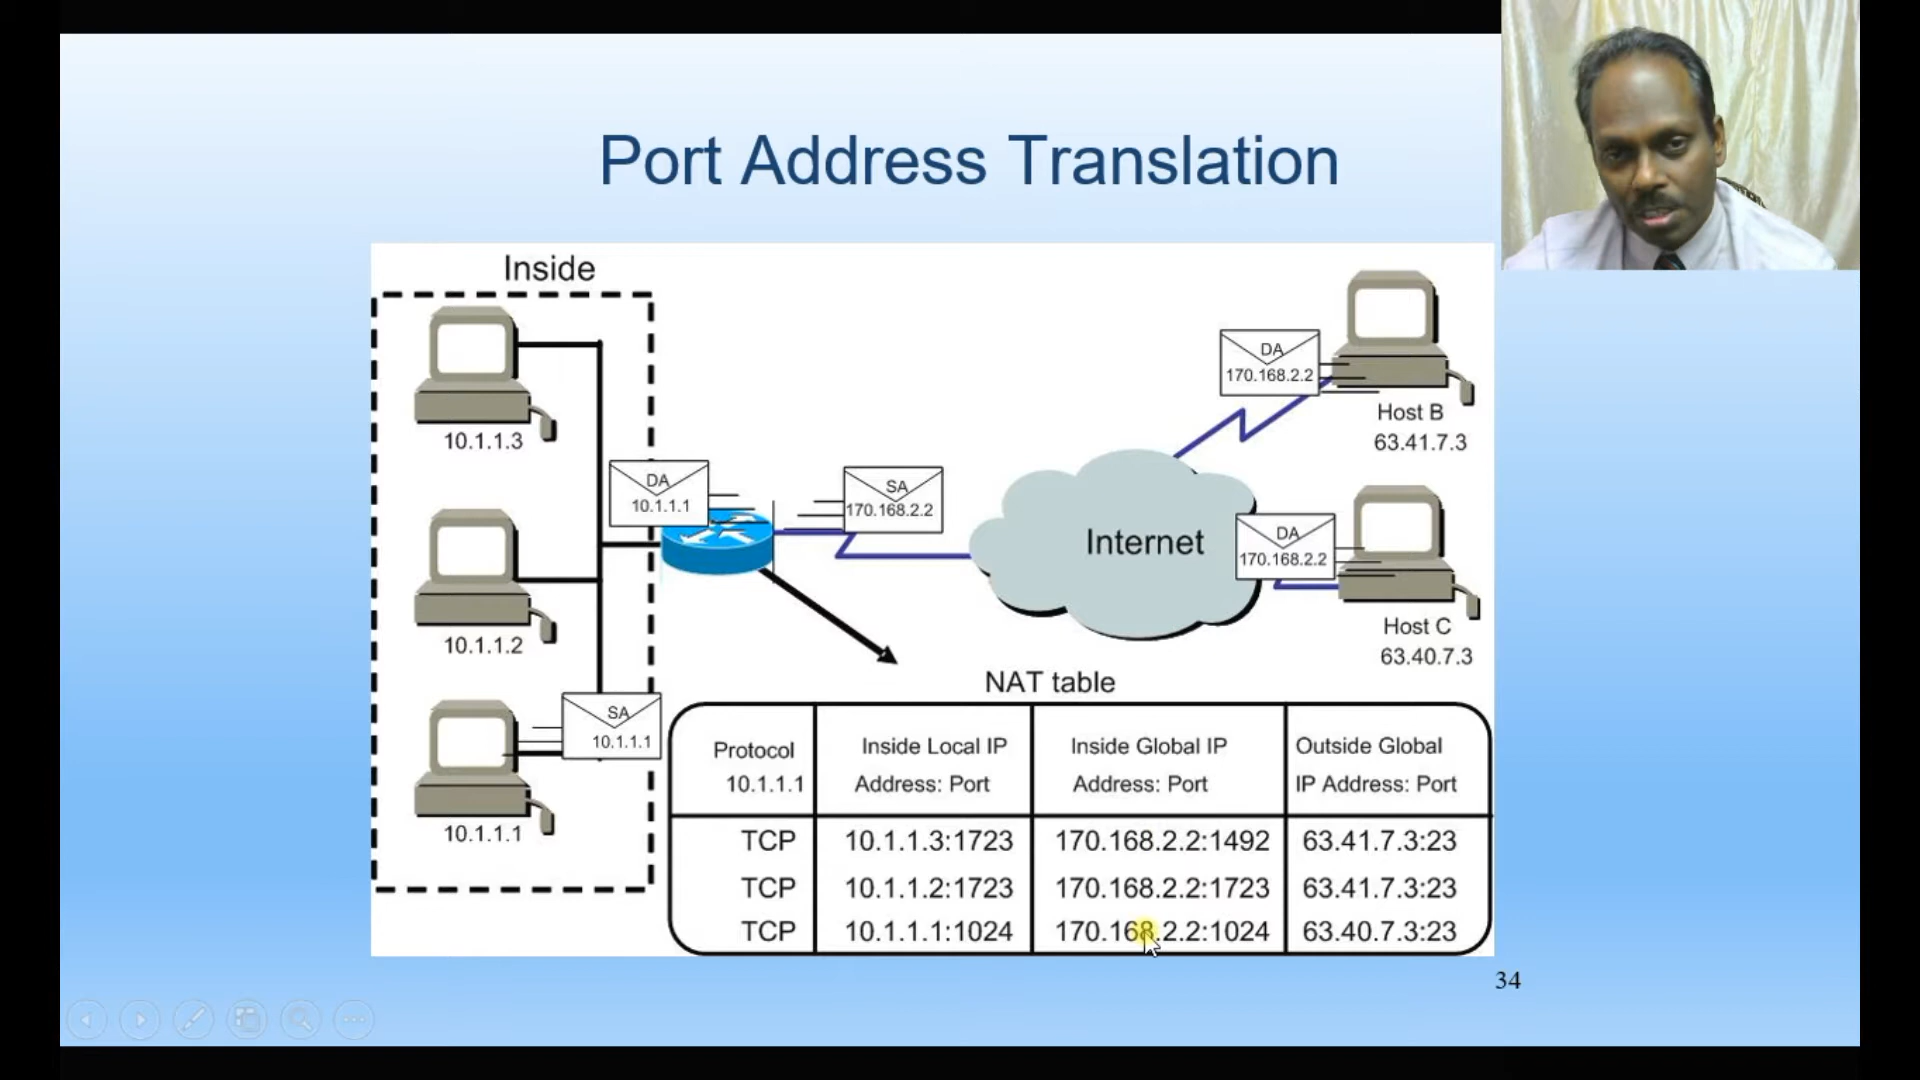 Port Address Translation
Inside
10.1.1.3
10.1.1.2
10.1.1.1
SA
10.1.1.1
DA
10.1.1.1
SA
170.168.2.2
Internet
DA
170.168.2.2
Host B
63.41.7.3
DA
170.168.2.2
Host C
63.40.7.3
NAT table
Protocol Inside Local IP Inside Global IP Outside Global
10.1.1.1 Address: Port Address: Port IP Address: Port
TCP 10.1.1.3:1723 170.168.2.2:1492 63.41.7.3:23
TCP 10.1.1.2:1723 170.168.2.2:1723 63.41.7.3:23
TCP 10.1.1.1:1024 170.168.2.2:1024 63.40.7.3:23
34